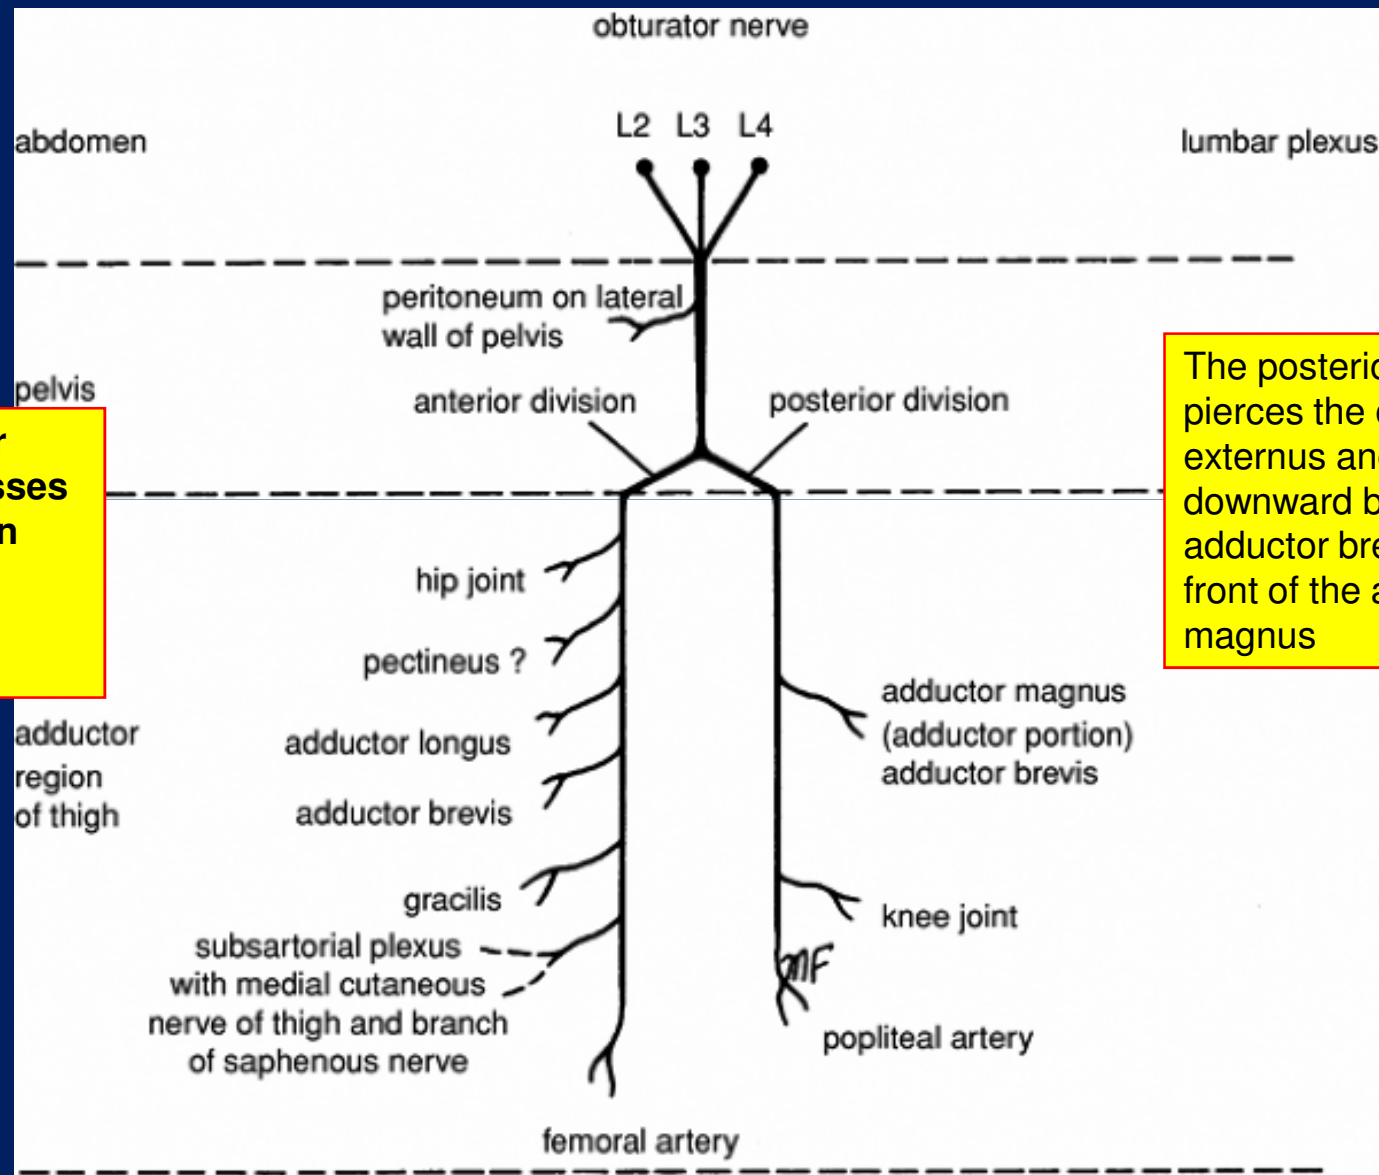 obturator nerve
L2 L3 L4
abdomen
lumbar plexus
peritoneum on lateral
wall of pelvis
pelvis
anterior division
posterior division
sses
n
The
pierces the
externus
downward
adductor
front of the
magnus
hip joint
pectineus ?
adductor longus
adductor brevis
gracilis
subsartorial plexus
with medial cutaneous
nerve of thigh and branch
of saphenous nerve
femoral artery
adductor
region
of thigh
adductor magnus
(adductor portion)
adductor brevis
knee joint
popliteal artery